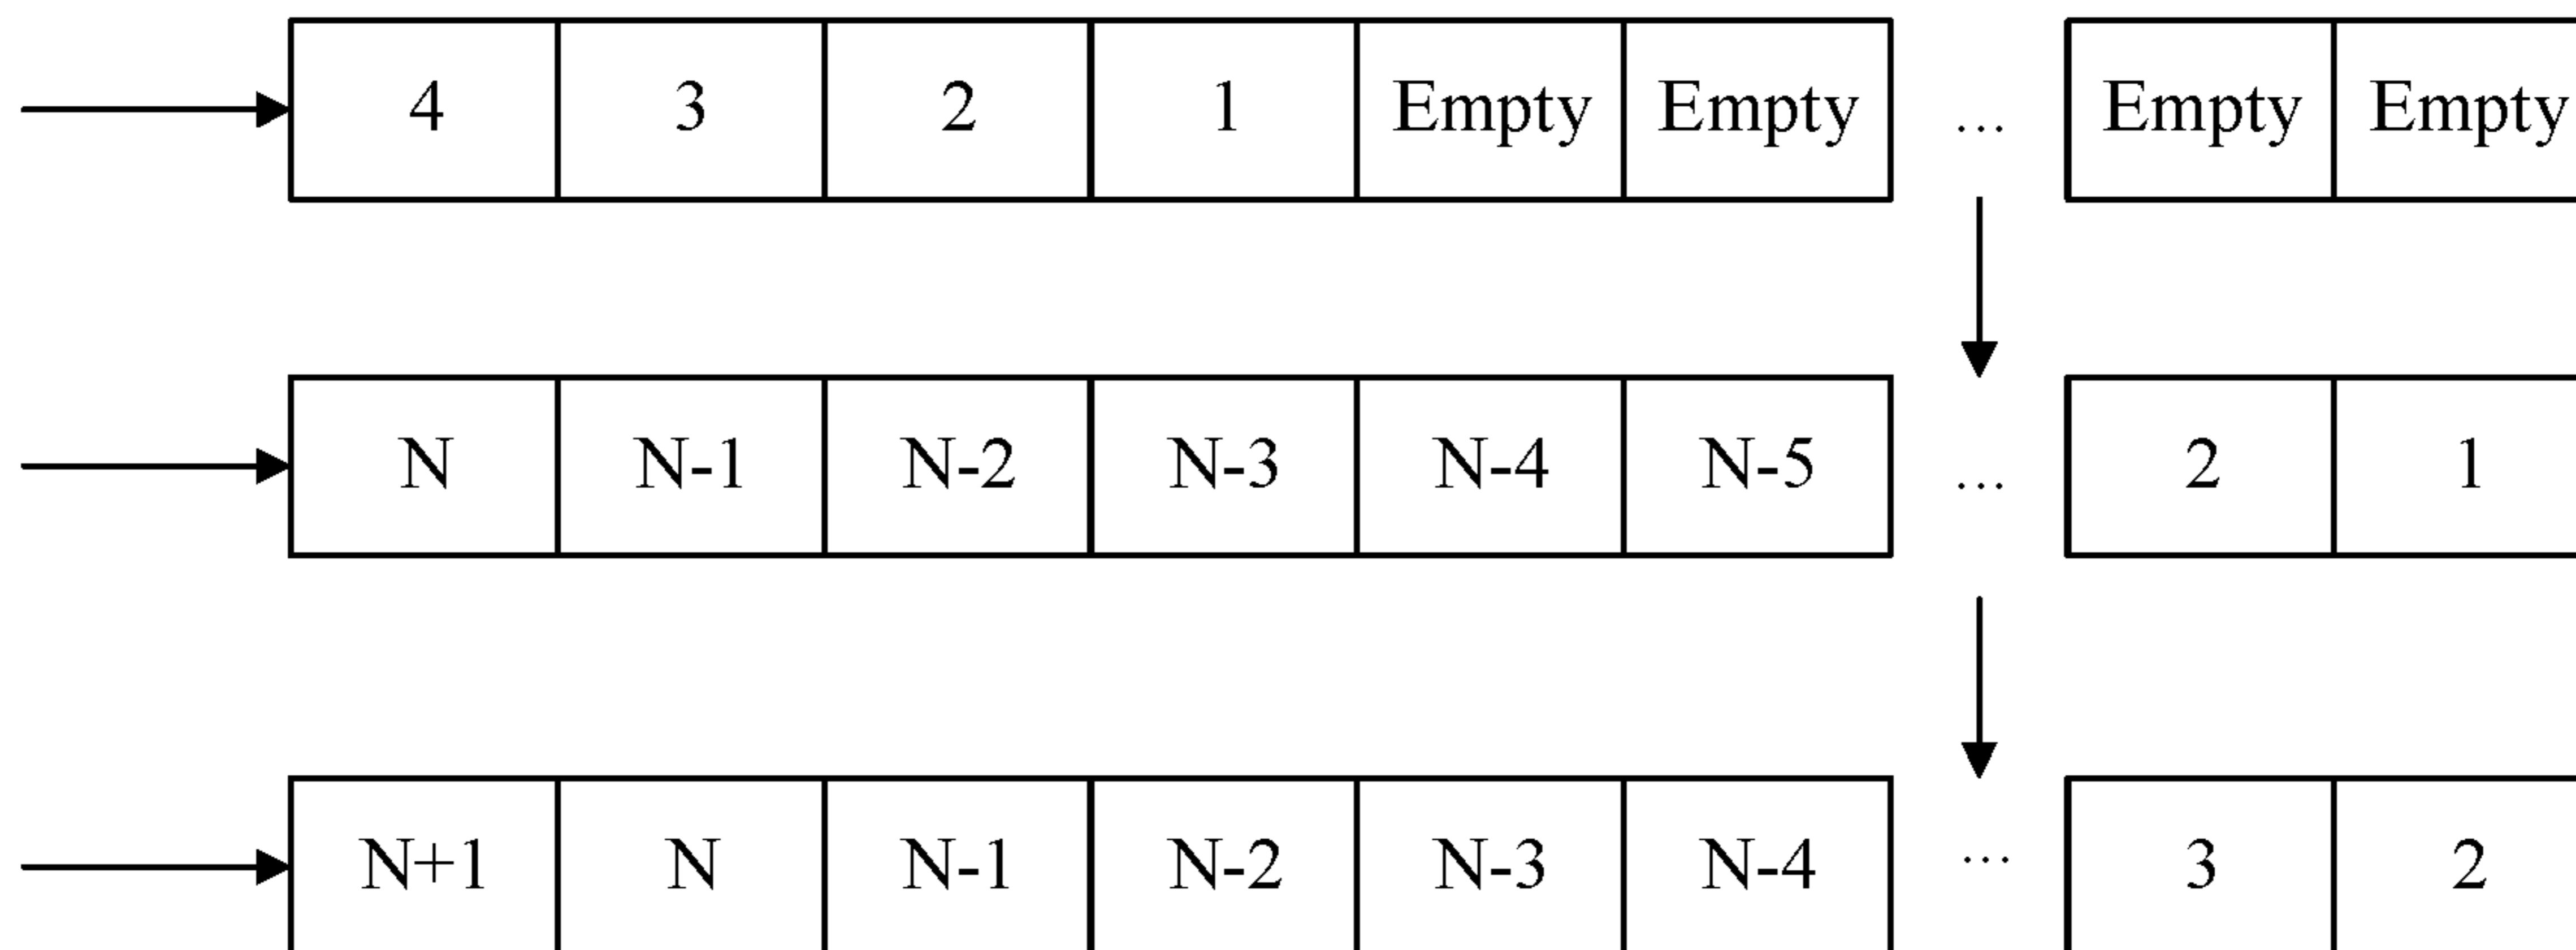 4 3 2 1 Empty Empty ... Empty Empty
N N-1 N-2 N-3 N-4 N-5 ... 2 1
N+1 N N-1 N-2 N-3 N-4 ... 3 2